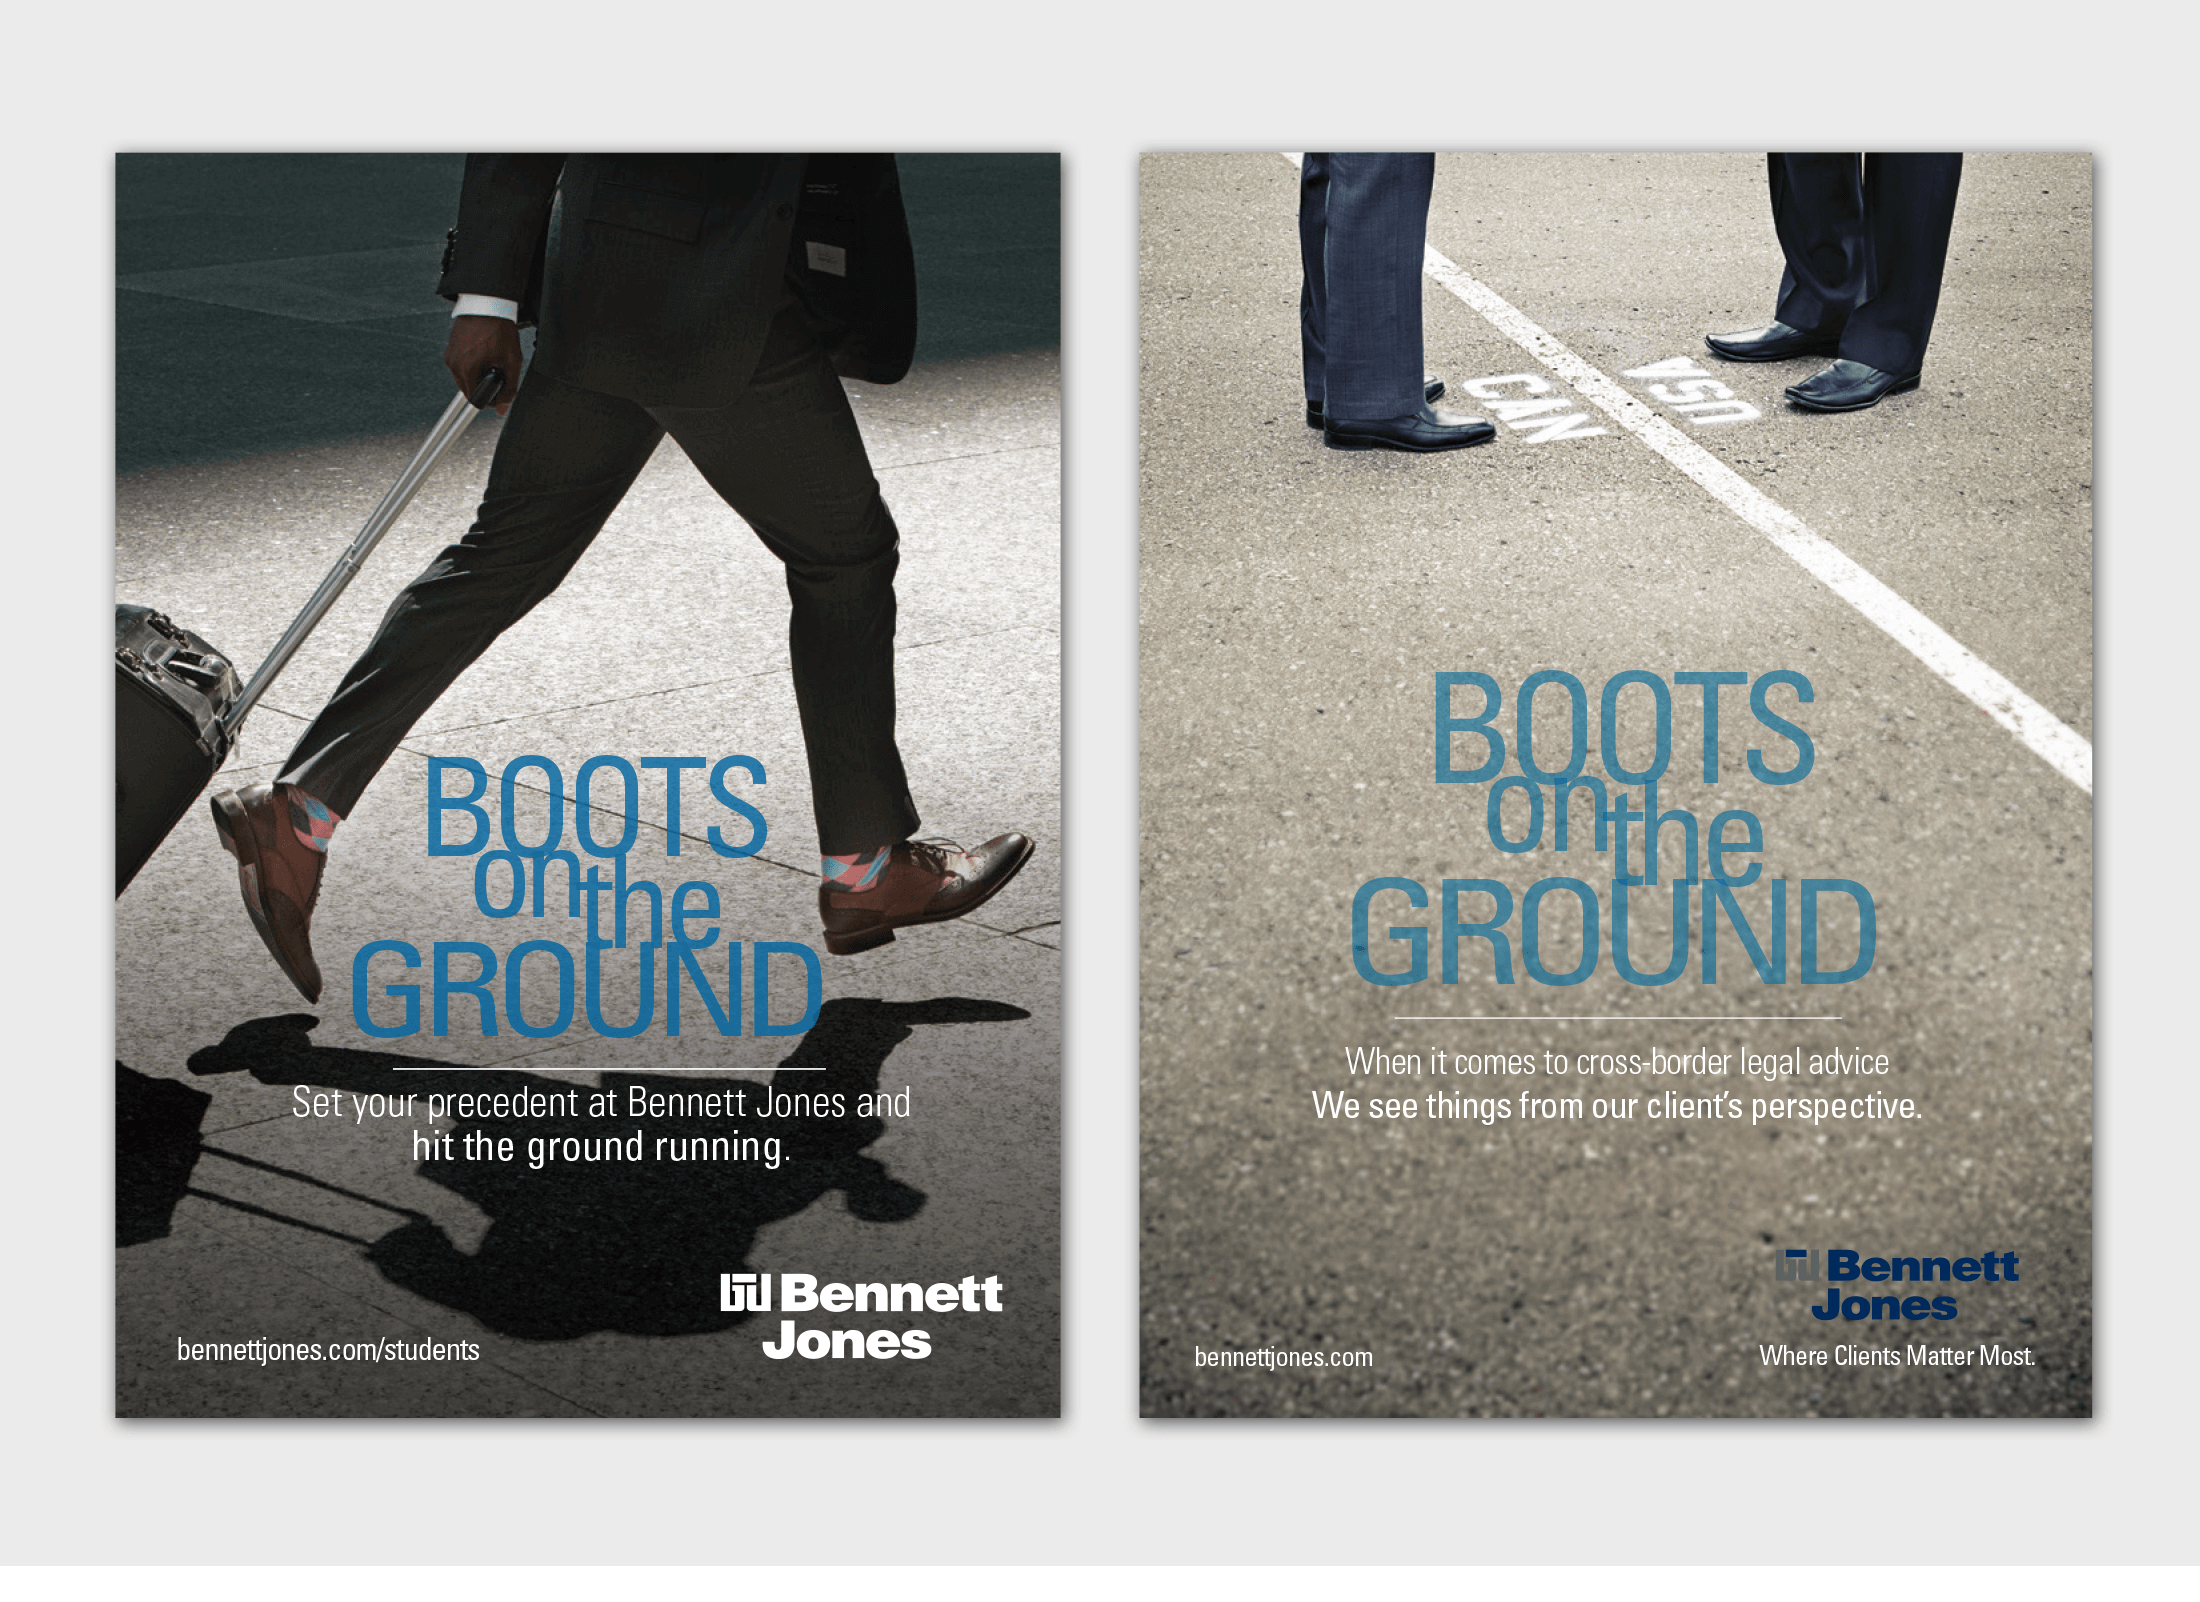 BOOTS
on the
GROUND
Set your precedent at Bennett Jones and
hit the ground running.
bennettjones.com/students
Bennett
Jones
CAN
USA
BOOTS
on the
GROUND
When it comes to cross-border legal advice
We see things from our client’s perspective.
bennettjones.com
Bennett
Jones
Where Clients Matter Most.